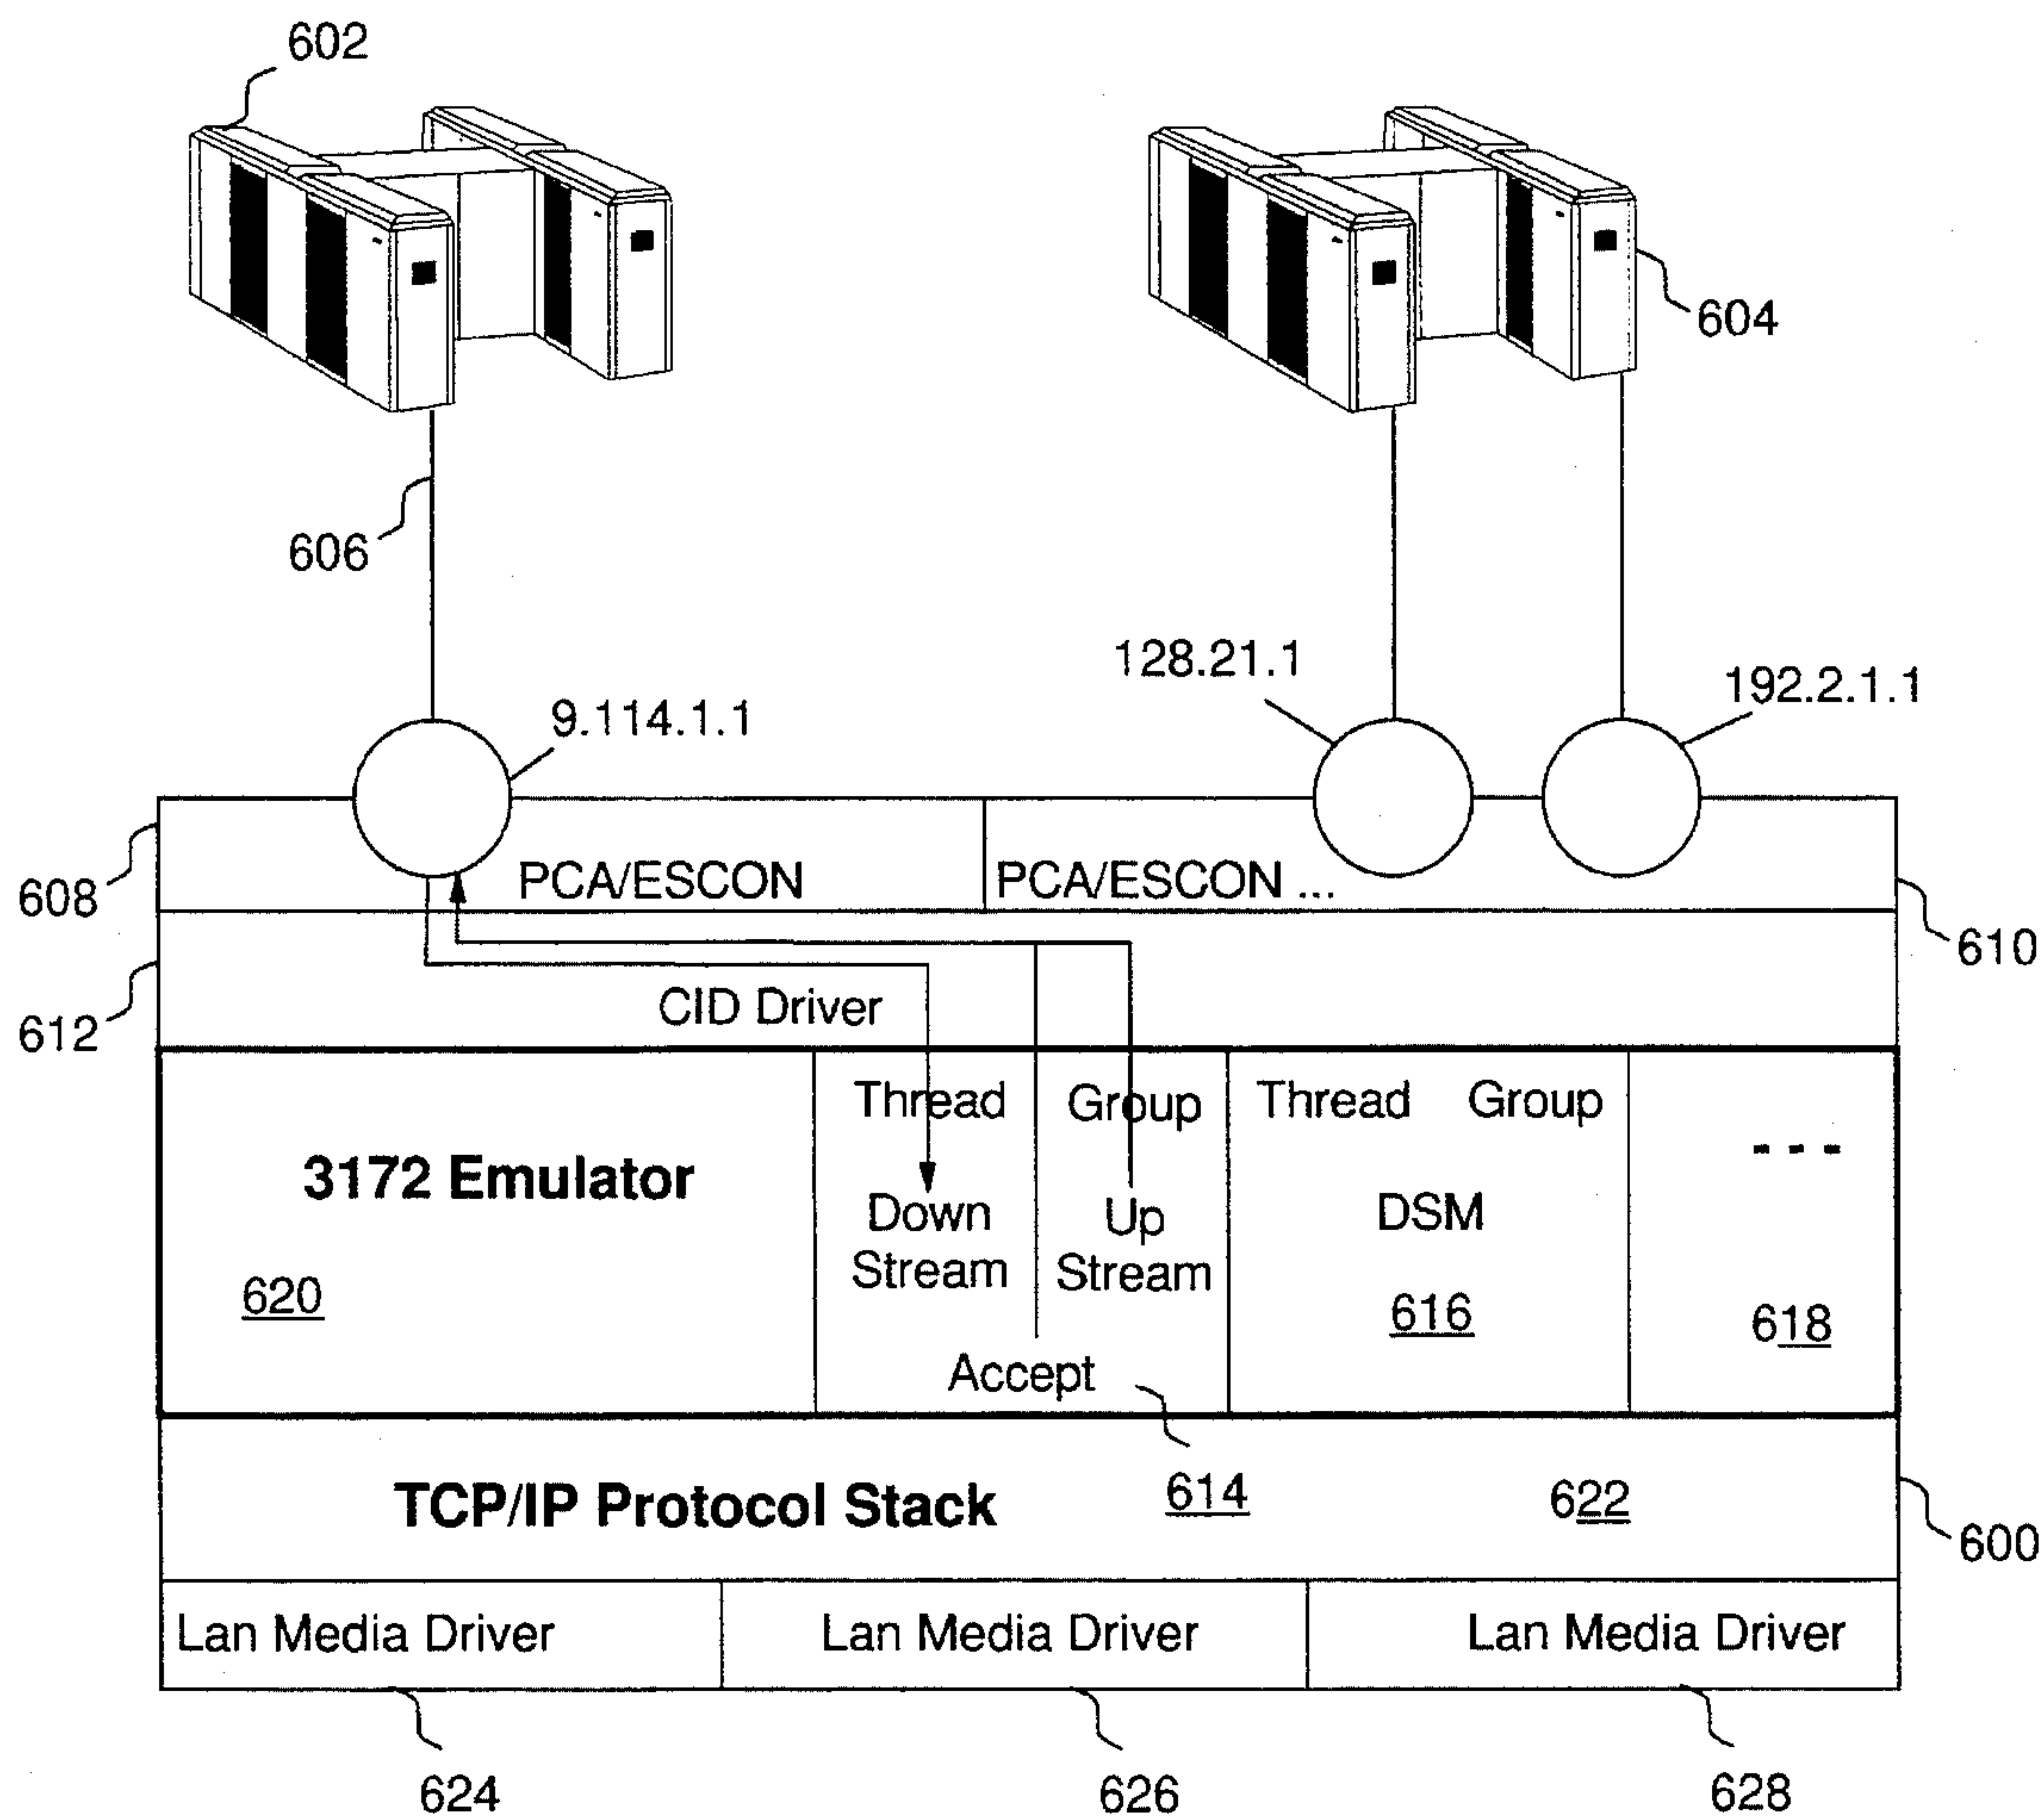 602
604
606
128.21.1
192.2.1.1
9.114.1.1
608
PCA/ESCON
PCA/ESCON ...
610
612
CID Driver
Thread Group
Thread Group
3172 Emulator
- - -
Down
Stream
Up
Stream
DSM
620
616
618
Accept
TCP/IP Protocol Stack
614
622
600
Lan Media Driver
Lan Media Driver
Lan Media Driver
624
626
628